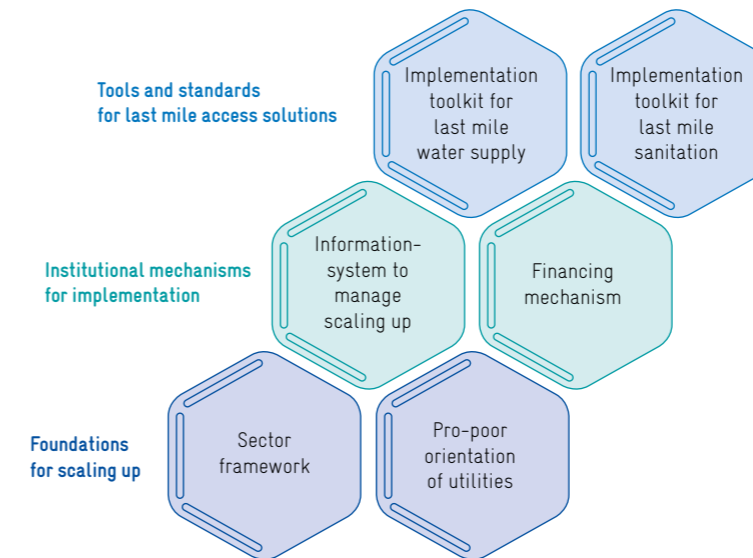 Tools and standards
for last mile access solutions
Implementation
toolkit for
last mile
water supply
Implementation
toolkit for
last mile
sanitation
Institutional mechanisms
for implementation
Information-
system to
manage
scaling up
Financing
mechanism
Foundations
for scaling up
Sector
framework
Pro-poor
orientation
of utilities